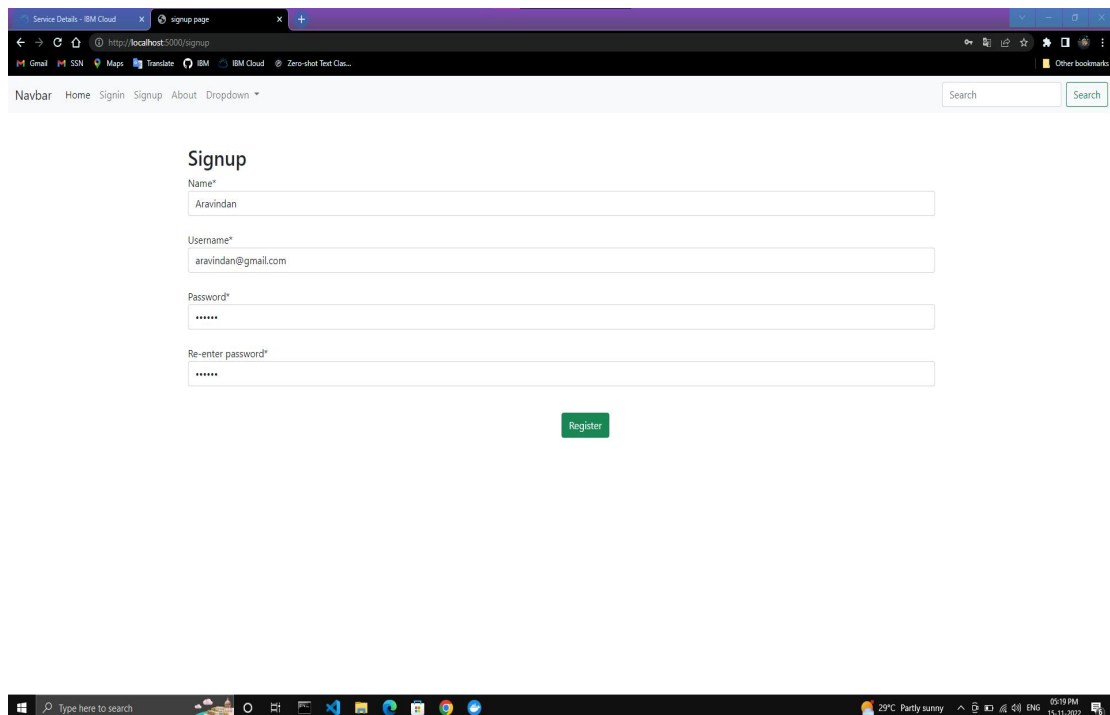 Service Details - IBM Cloud
signup page
http://localhost:5000/signup
Gmail SSN Maps Translate IBM IBM Cloud Zero-shot Text Clas... Other bookmarks
Navbar Home Signin Signup About Dropdown Search Search
Signup
Name*
Aravindan
Username*
aravindan@gmail.com
Password*
••••••
Re-enter password*
••••••
Register
Type here to search 29°C Partly sunny ENG 05:19 PM
15-11-2022